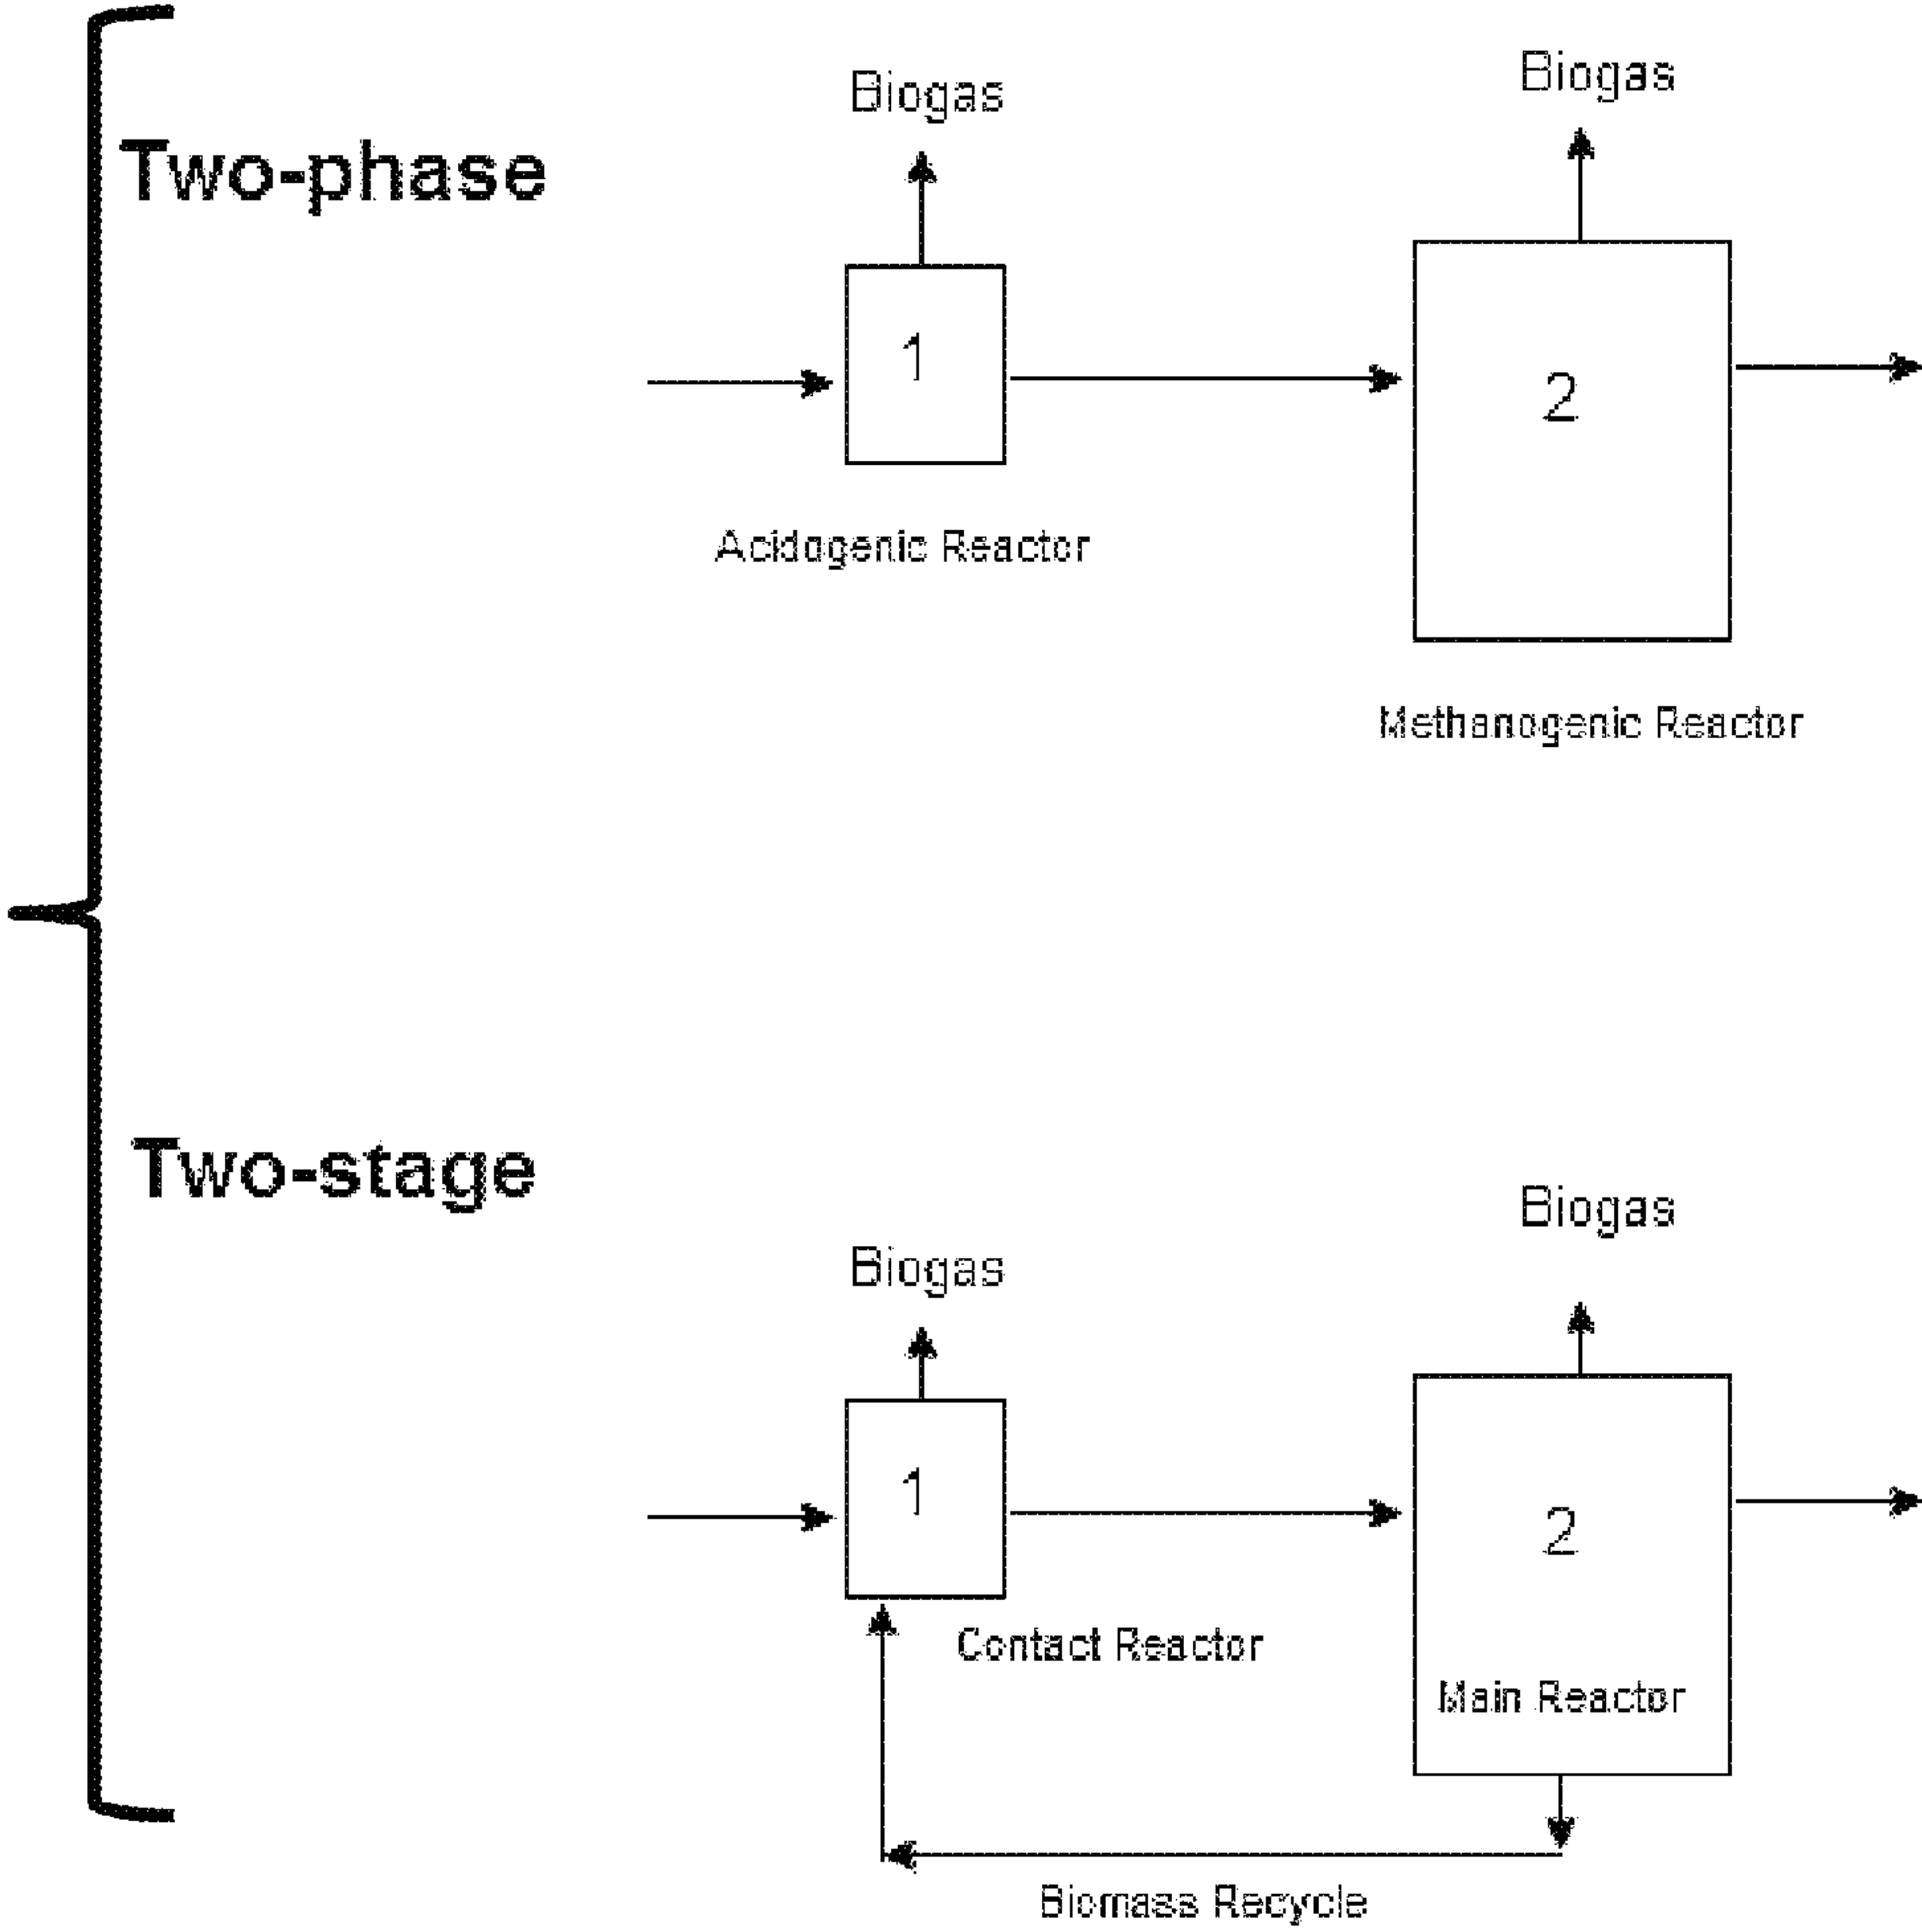 Two-phase
Biogas
Biogas
1
2
Acidogenic Reactor
Methanogenic Reactor
Two-stage
Biogas
Biogas
1
2
Contact Reactor
Main Reactor
Biomass Recycle